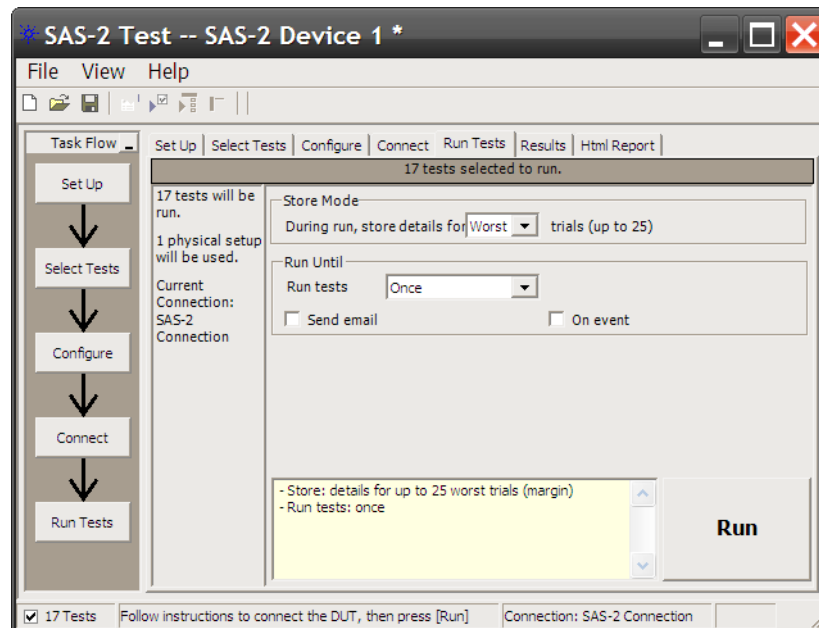 SAS-2 Test -- SAS-2 Device 1 *
File View Help
Task Flow
Set Up
Select Tests
Configure
Connect
Run Tests
Set Up Select Tests Configure Connect Run Tests Results Html Report
17 tests selected to run.
17 tests will be
run.
1 physical setup
will be used.
Current
Connection:
SAS-2
Connection
Store Mode
During run, store details for Worst trials (up to 25)
Run Until
Run tests Once
Send email On event
- Store: details for up to 25 worst trials (margin)
- Run tests: once
Run
17 Tests Follow instructions to connect the DUT, then press [Run] Connection: SAS-2 Connection